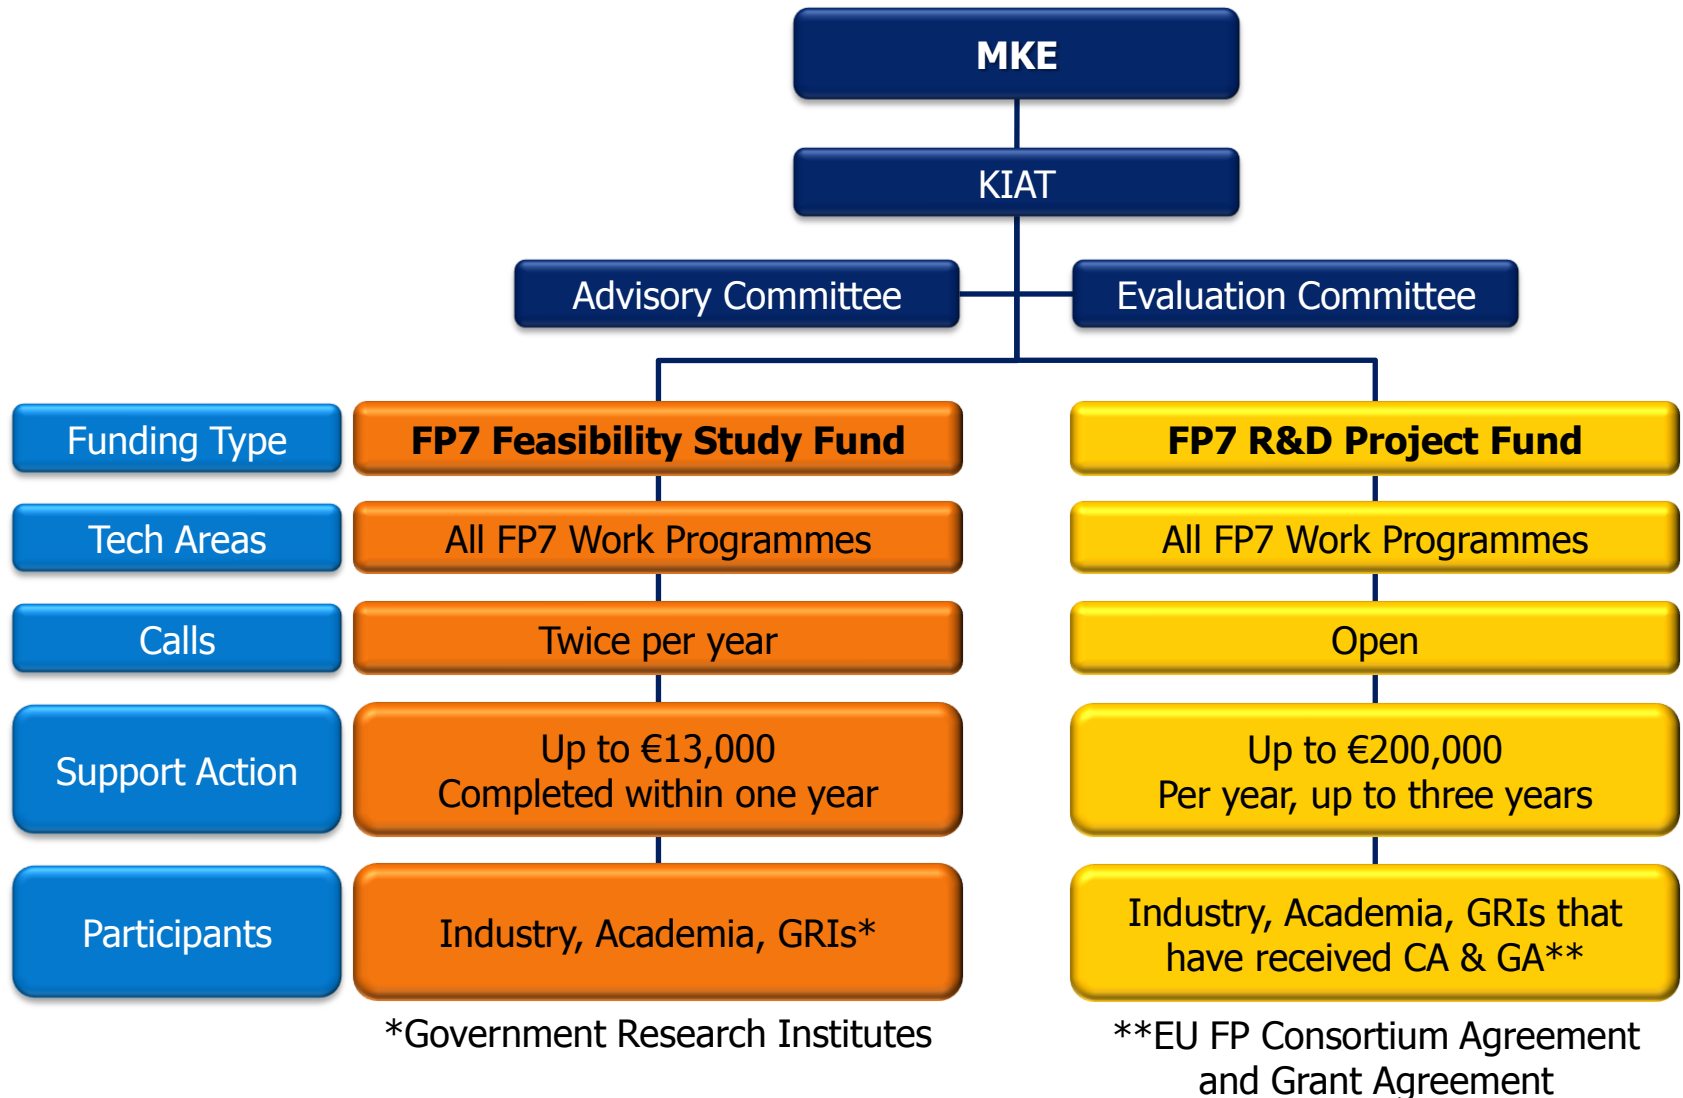 MKE
KIAT
Advisory Committee
Evaluation Committee
Funding Type
FP7 Feasibility Study Fund
FP7 R&D Project Fund
Tech Areas
All FP7 Work Programmes
All FP7 Work Programmes
Calls
Twice per year
Open
Support Action
Up to €13,000
Completed within one year
Up to €200,000
Per year, up to three years
Participants
Industry, Academia, GRIs*
Industry, Academia, GRIs that
have received CA & GA**
*Government Research Institutes
**EU FP Consortium Agreement
and Grant Agreement